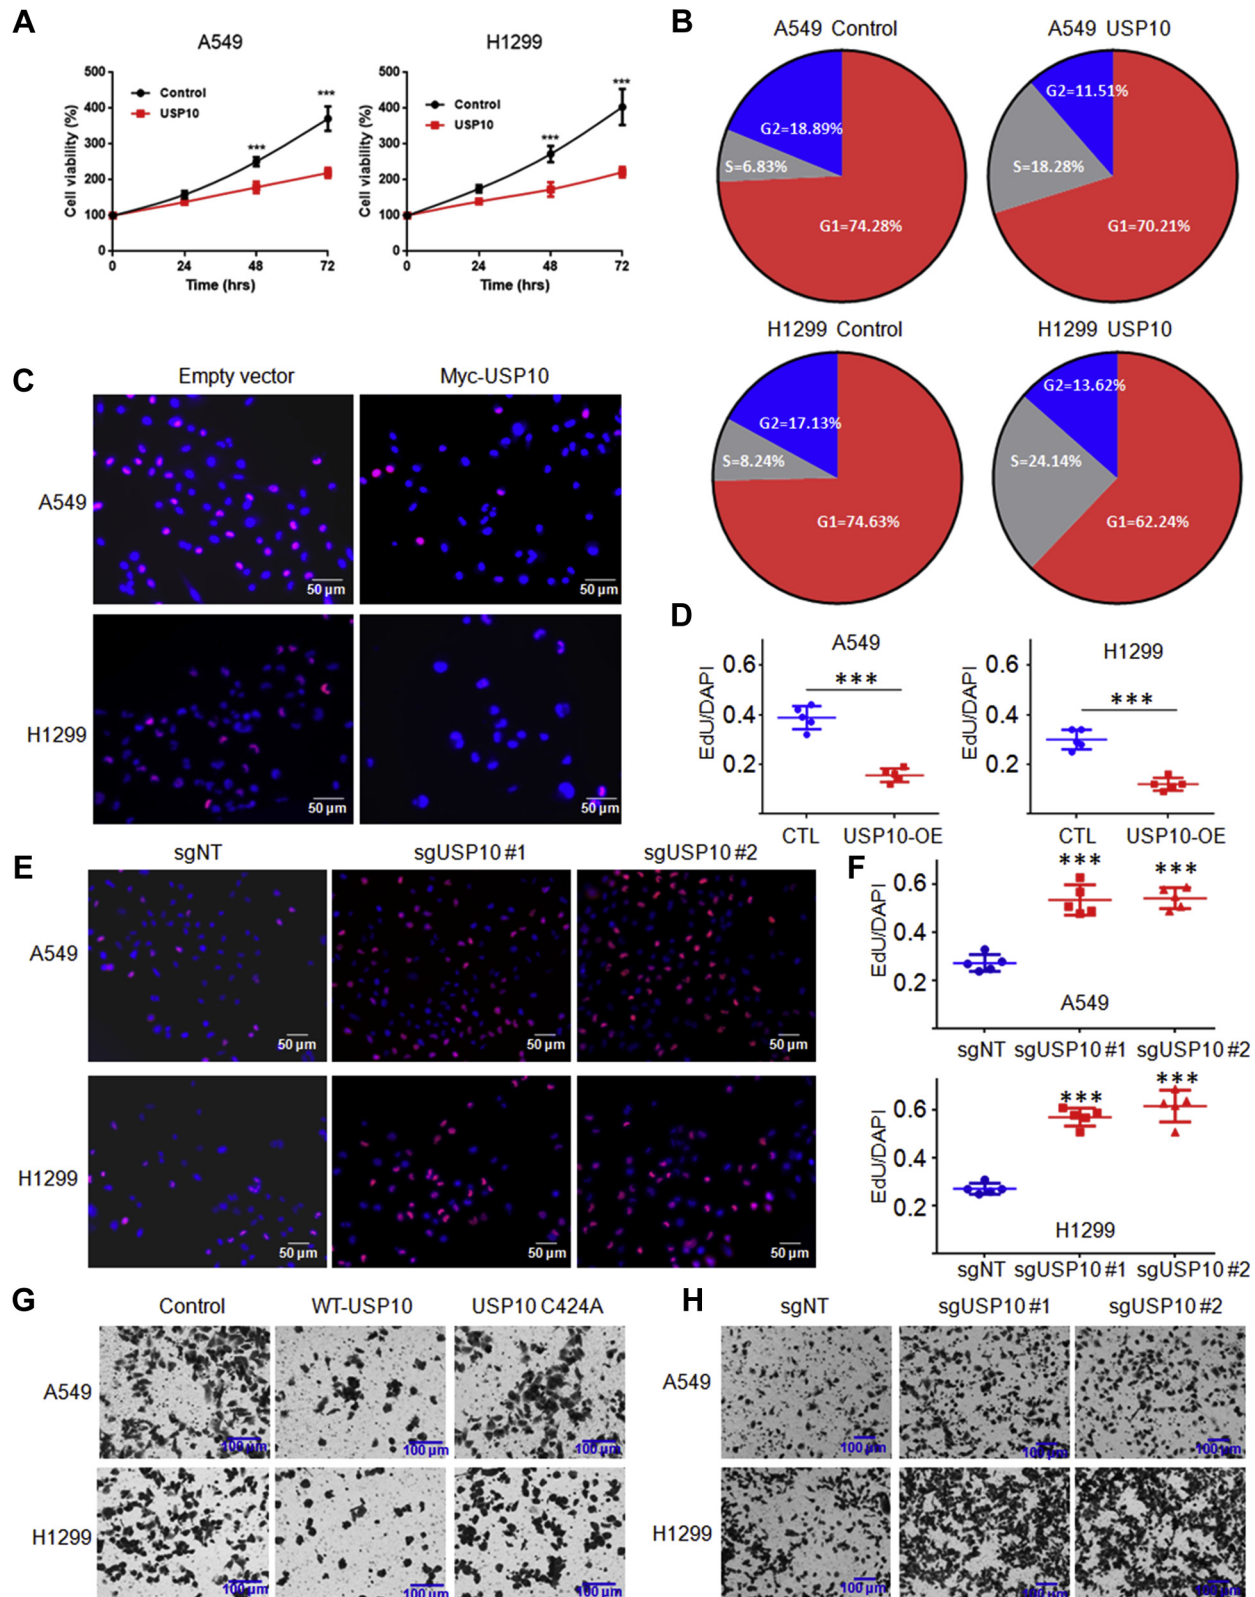 A
A549
H1299
500
400
300
200
100
0
Cell viability (%)
Control
USP10
***
***
0
24
48
72
Time (hrs)
500
400
300
200
100
0
Cell viability (%)
Control
USP10
***
***
0
24
48
72
Time (hrs)
B
A549 Control
A549 USP10
G2=18.89%
S=6.83%
G1=74.28%
G2=11.51%
S=18.28%
G1=70.21%
H1299 Control
H1299 USP10
G2=17.13%
S=8.24%
G1=74.63%
G2=13.62%
S=24.14%
G1=62.24%
C
Empty vector
Myc-USP10
A549
50 µm
50 µm
H1299
50 µm
50 µm
D
A549
EdU/DAPI
0.6
0.4
0.2
***
CTL
USP10-OE
H1299
EdU/DAPI
0.6
0.4
0.2
***
CTL
USP10-OE
E
sgNT
sgUSP10 #1
sgUSP10 #2
A549
50 µm
50 µm
50 µm
H1299
50 µm
50 µm
50 µm
F
EdU/DAPI
0.6
0.4
0.2
***
***
A549
sgNT
sgUSP10 #1
sgUSP10 #2
EdU/DAPI
0.6
0.4
0.2
***
***
H1299
sgNT
sgUSP10 #1
sgUSP10 #2
G
Control
WT-USP10
USP10 C424A
A549
100 µm
100 µm
100 µm
H1299
100 µm
100 µm
100 µm
H
sgNT
sgUSP10 #1
sgUSP10 #2
A549
100 µm
100 µm
100 µm
H1299
100 µm
100 µm
100 µm